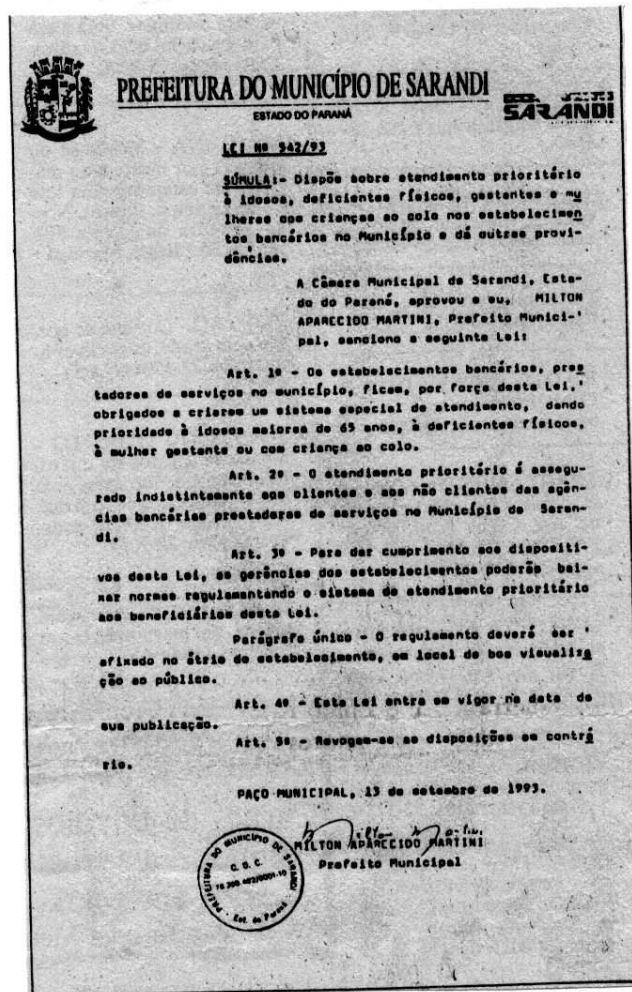 PREFEITURA DO MUNICÍPIO DE SARANDI
ESTADO DO PARANÁ
SARANDI
LEI Nº 542/93
SÚMULA:- Dispõe sobre atendimento prioritário
à idosos, deficientes físicos, gestantes e mu
lheres com crianças ao colo nos estabelecimen
tos bancários no Município e dá outras provi-
dências.
A Câmara Municipal de Sarandi, Esta-
do do Paraná, aprovou e eu, MILTON
APARECIDO MARTINI, Prefeito Munici-'
pal, sanciono a seguinte Lei:
Art. 1º - Os estabelecimentos bancários, pres
tadores de serviços no município, ficam, por força desta Lei,'
obrigados a criarem um sistema especial de atendimento, dando
prioridade à idosos maiores de 65 anos, à deficientes físicos,
à mulher gestante ou com criança ao colo.
Art. 2º - O atendimento prioritário é assegu-
rado indistintamente aos clientes e aos não clientes das agên-
cias bancárias prestadoras de serviços no Município de Saran-
di.
Art. 3º - Para dar cumprimento aos dispositi-
vos desta Lei, as gerências dos estabelecimentos poderão bai-
xar normas regulamentando o sistema de atendimento prioritário
aos beneficiários desta Lei.
Parágrafo único - O regulamento deverá ser '
afixado no átrio do estabelecimento, em local de boa visualiza
ção ao público.
Art. 4º - Esta Lei entra em vigor na data de
sua publicação.
Art. 5º - Revogam-se as disposições em contrá
rio.
PAÇO MUNICIPAL, 13 de setembro de 1993.
MILTON APARECIDO MARTINI
Prefeito Municipal
PREFEITURA DO MUNICÍPIO DE SARANDI
C. G. C.
Est. do Paraná